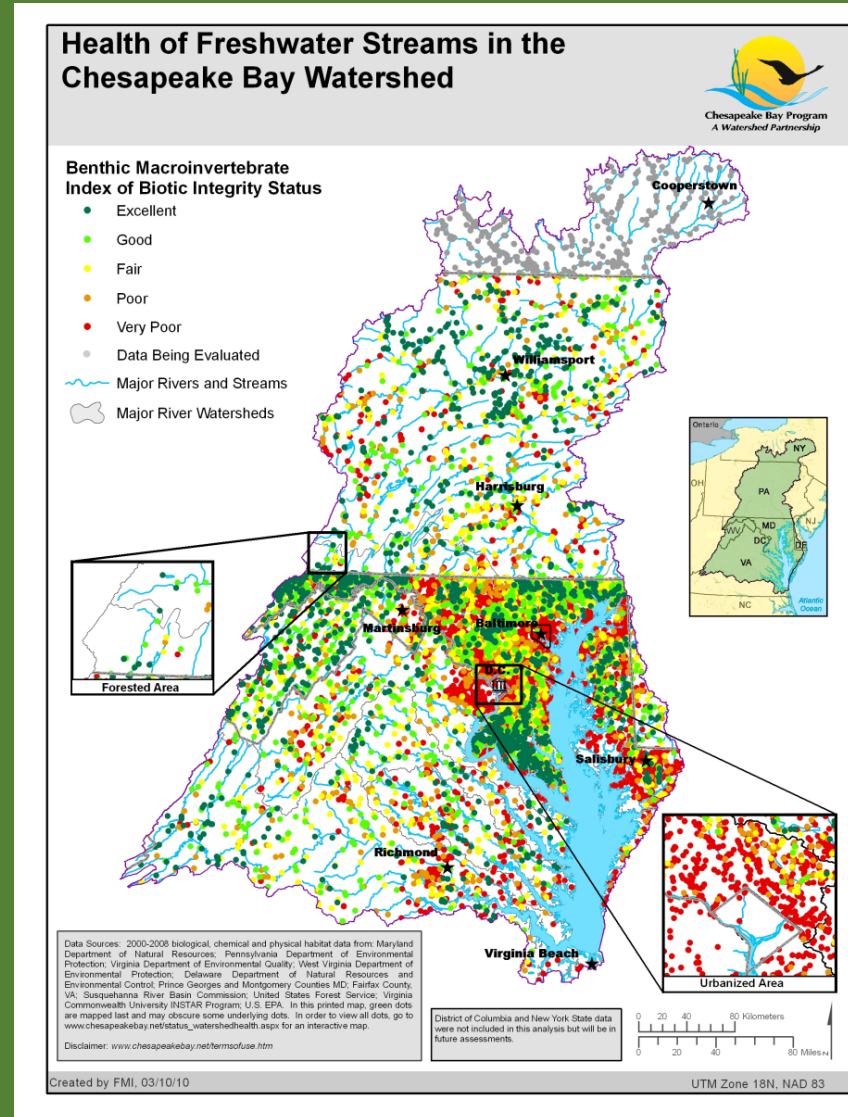 Health of Freshwater Streams in the
Chesapeake Bay Watershed
Chesapeake Bay Program
A Watershed Partnership
Benthic Macroinvertebrate
Index of Biotic Integrity Status
Excellent
Good
Fair
Poor
Very Poor
Data Being Evaluated
Major Rivers and Streams
Major River Watersheds
Cooperstown
Williamsport
Harrisburg
Ontario
NY
OH
PA
NJ
MD
WV
DC
DE
VA
NC
Atlantic
Ocean
Forested Area
Martinsburg
Baltimore
D.C.
Salisbury
Richmond
Virginia Beach
Urbanized Area
Data Sources: 2000-2008 biological, chemical and physical habitat data from: Maryland
Department of Natural Resources; Pennsylvania Department of Environmental
Protection; Virginia Department of Environmental Quality; West Virginia Department of
Environmental Protection; Delaware Department of Natural Resources and
Environmental Control; Prince Georges and Montgomery Counties MD; Fairfax County,
VA; Susquehanna River Basin Commission; United States Forest Service; Virginia
Commonwealth University INSTAR Program; U.S. EPA. In this printed map, green dots
are mapped last and may obscure some underlying dots. In order to view all dots, go to
www.chesapeakebay.net/status_watershedhealth.aspx for an interactive map.
Disclaimer: www.chesapeakebay.net/termsofuse.htm
District of Columbia and New York State data
were not included in this analysis but will be in
future assessments.
0 20 40 80 Kilometers
0 20 40 80 Miles
N
Created by FMI, 03/10/10
UTM Zone 18N, NAD 83